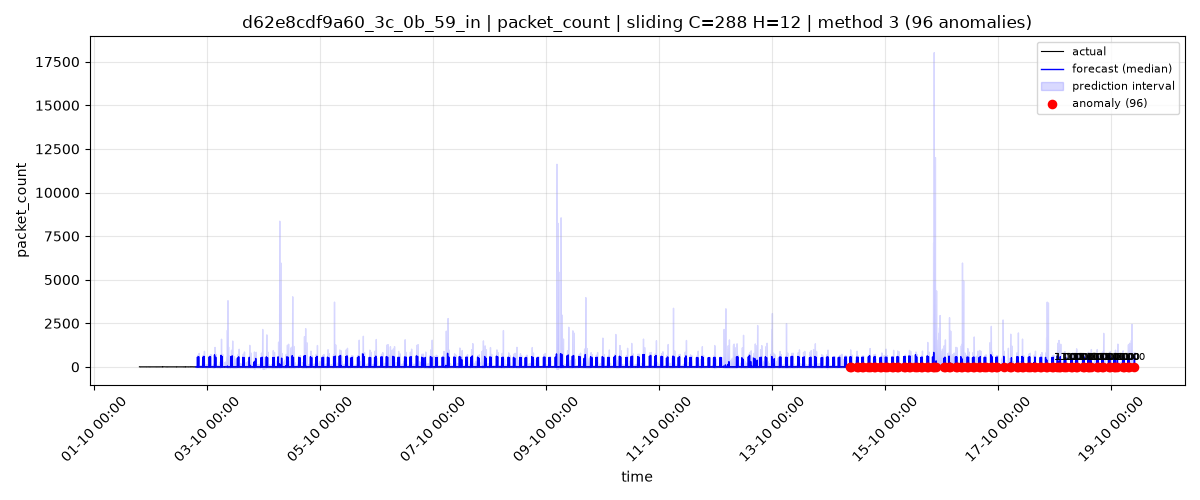 d62e8cdf9a60_3c_0b_59_in | packet_count | sliding C=288 H=12 | method 3 (96 anomalies)
actual
forecast (median)
prediction interval
anomaly (96)
17500
15000
12500
10000
7500
5000
2500
0
packet_count
01-10 00:00
03-10 00:00
05-10 00:00
07-10 00:00
09-10 00:00
11-10 00:00
13-10 00:00
15-10 00:00
17-10 00:00
19-10 00:00
time